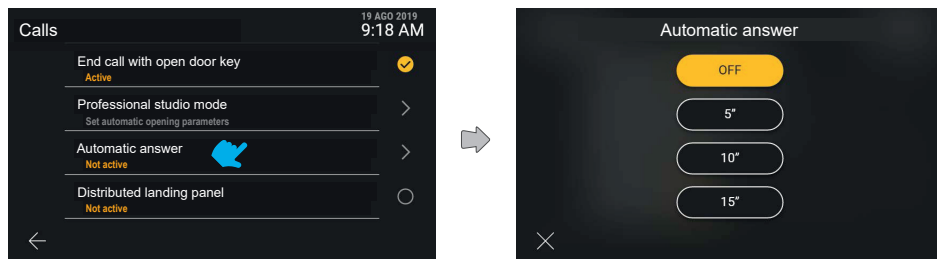 Calls
19 AGO 2019
9:18 AM
End call with open door key
Active
Professional studio mode
Set automatic opening parameters
Automatic answer
Not active
Distributed landing panel
Not active
Automatic answer
OFF
5″
10″
15″